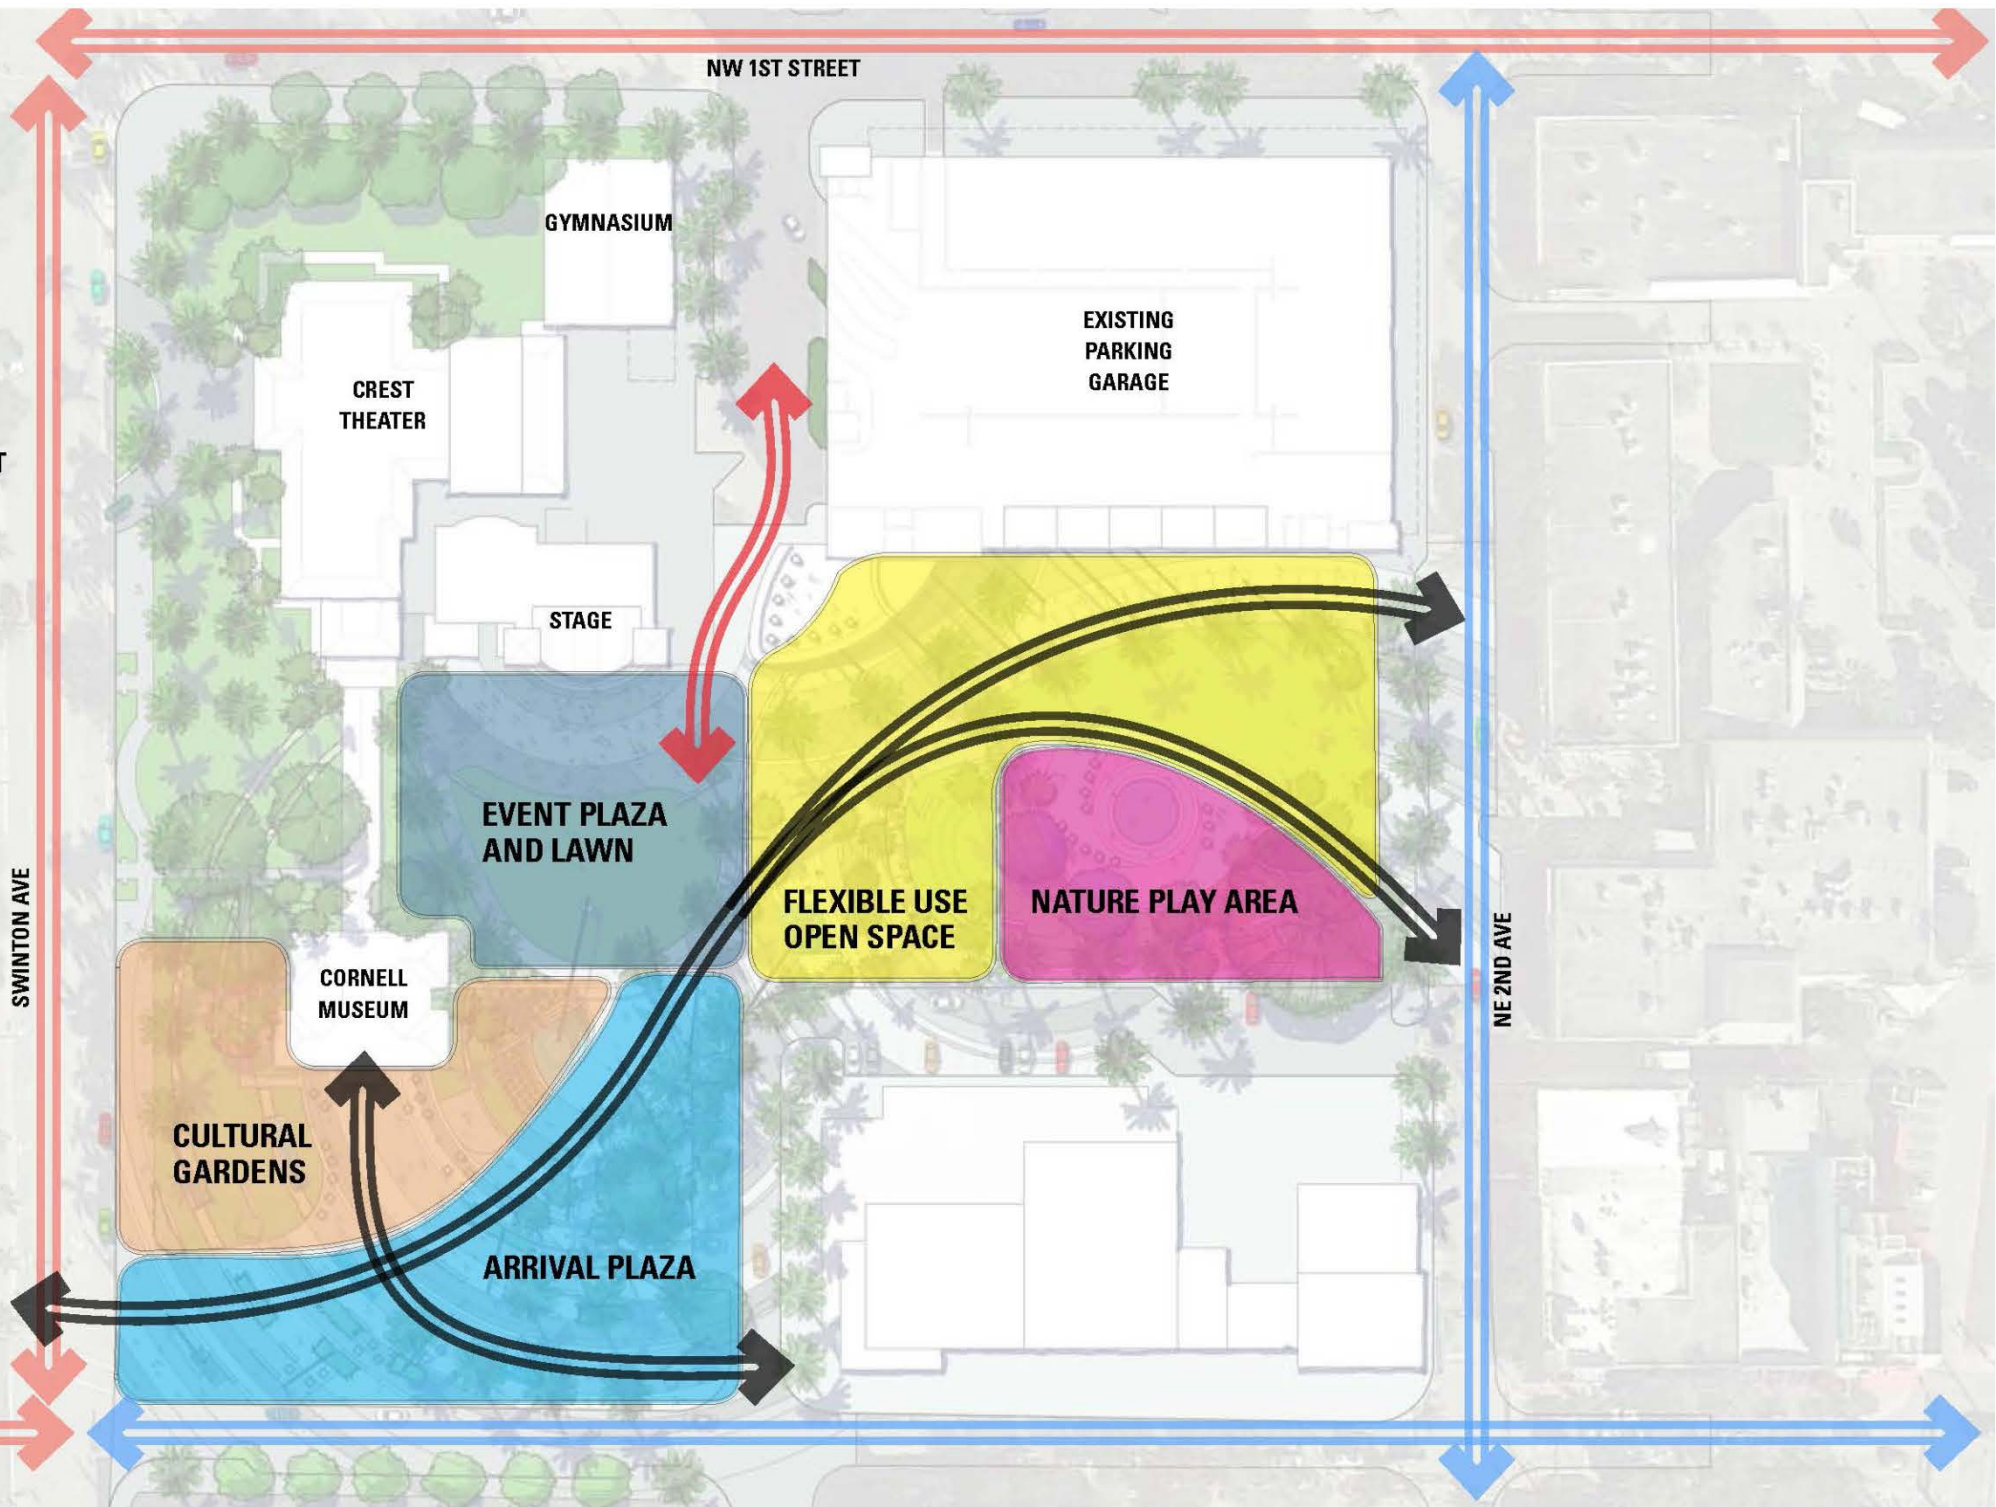 NW 1ST STREET
GYMNASIUM
EXISTING
PARKING
GARAGE
CREST
THEATER
T
STAGE
EVENT PLAZA
AND LAWN
SWINTON AVE
FLEXIBLE USE
OPEN SPACE
NATURE PLAY AREA
NE 2ND AVE
CORNELL
MUSEUM
CULTURAL
GARDENS
ARRIVAL PLAZA